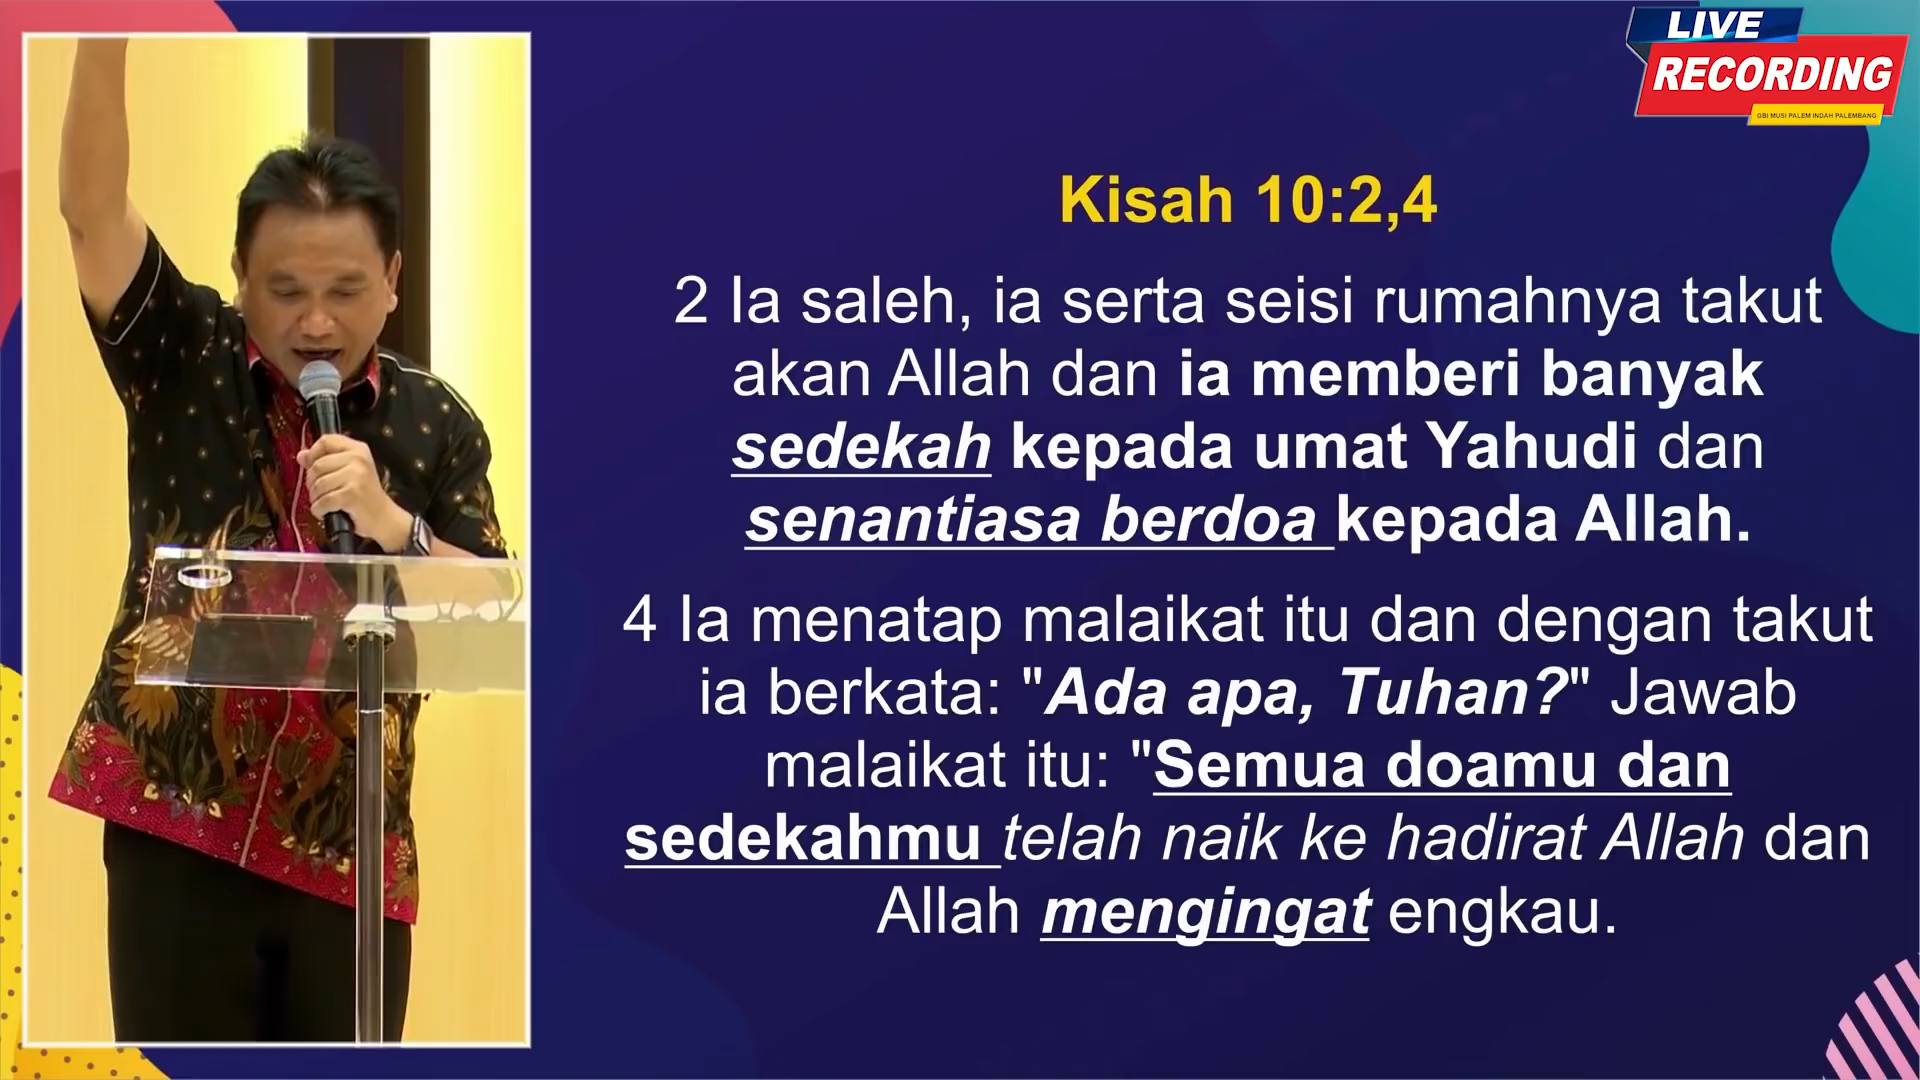 LIVE
RECORDING
GBI MUSI PALEM INDAH PALEMBANG
Kisah 10:2,4
2 Ia saleh, ia serta seisi rumahnya takut
akan Allah dan ia memberi banyak
sedekah kepada umat Yahudi dan
senantiasa berdoa kepada Allah.
4 Ia menatap malaikat itu dan dengan takut
ia berkata: "Ada apa, Tuhan?" Jawab
malaikat itu: "Semua doamu dan
sedekahmu telah naik ke hadirat Allah dan
Allah mengingat engkau.